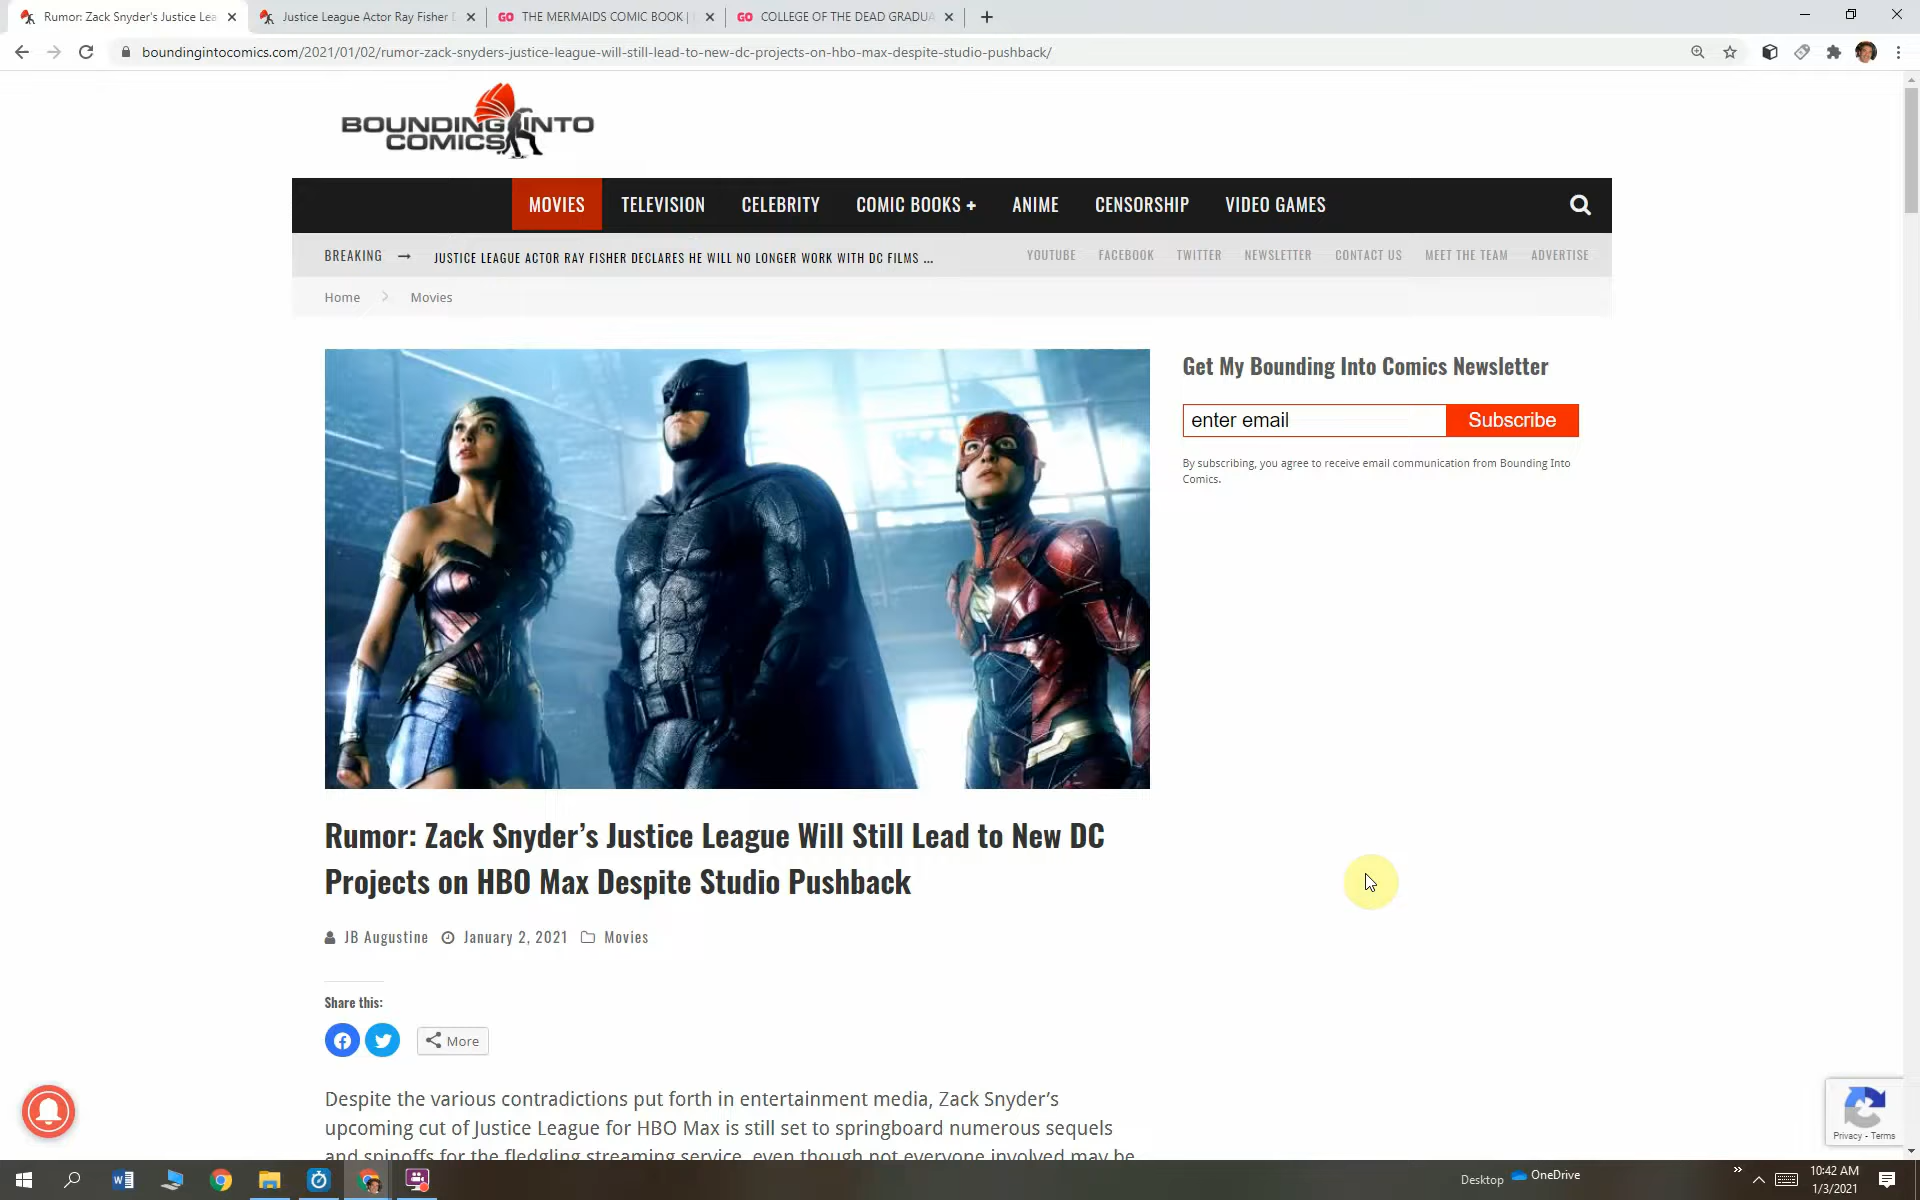 Rumor: Zack Snyder's Justice Lea
Justice League Actor Ray Fisher D
GO THE MERMAIDS COMIC BOOK |
GO COLLEGE OF THE DEAD GRADUA
boundingintocomics.com/2021/01/02/rumor-zack-snyders-justice-league-will-still-lead-to-new-dc-projects-on-hbo-max-despite-studio-pushback/
BOUNDING INTO
COMICS
MOVIES TELEVISION CELEBRITY COMIC BOOKS + ANIME CENSORSHIP VIDEO GAMES
BREAKING → JUSTICE LEAGUE ACTOR RAY FISHER DECLARES HE WILL NO LONGER WORK WITH DC FILMS ...
YOUTUBE FACEBOOK TWITTER NEWSLETTER CONTACT US MEET THE TEAM ADVERTISE
Home > Movies
Get My Bounding Into Comics Newsletter
enter email Subscribe
By subscribing, you agree to receive email communication from Bounding Into
Comics.
Rumor: Zack Snyder’s Justice League Will Still Lead to New DC
Projects on HBO Max Despite Studio Pushback
JB Augustine January 2, 2021 Movies
Share this:
More
Despite the various contradictions put forth in entertainment media, Zack Snyder’s
upcoming cut of Justice League for HBO Max is still set to springboard numerous sequels
and spinoffs for the fledgling streaming service, even though not everyone involved may be
Privacy - Terms
Desktop OneDrive
10:42 AM
1/3/2021